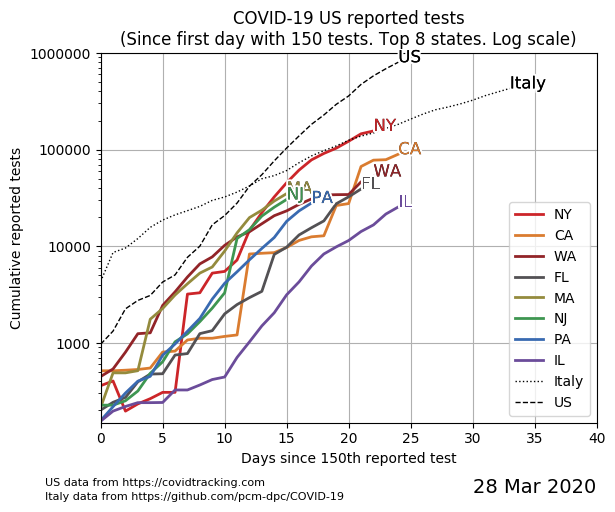 COVID-19 US reported tests
(Since first day with 150 tests. Top 8 states. Log scale)
Cumulative reported tests
1000000
100000
10000
1000
US
Italy
NY
CA
WA
FL
MA
NJ
PA
IL
NY
CA
WA
FL
MA
NJ
PA
IL
Italy
US
0 5 10 15 20 25 30 35 40
Days since 150th reported test
US data from https://covidtracking.com
Italy data from https://github.com/pcm-dpc/COVID-19
28 Mar 2020